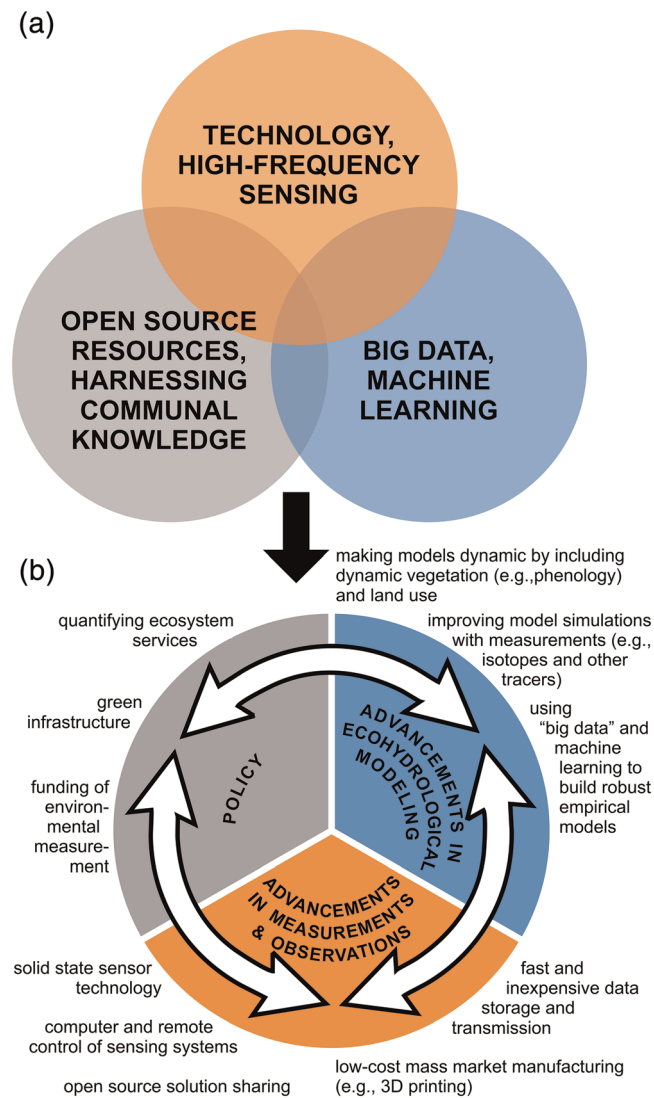 (a)
TECHNOLOGY,
HIGH-FREQUENCY
SENSING
OPEN SOURCE
RESOURCES,
HARNESSING
COMMUNAL
KNOWLEDGE
BIG DATA,
MACHINE
LEARNING
(b)
making models dynamic by including
dynamic vegetation (e.g.,phenology)
and land use
quantifying ecosystem
services
improving model simulations
with measurements (e.g.,
isotopes and other
tracers)
green
infrastructure
using
“big data” and
machine
learning to
build robust
empirical
models
funding of
environ-
mental
measure-
ment
POLICY
ADVANCEMENTS IN
ECOHYDROLOGICAL
MODELING
ADVANCEMENTS
IN MEASUREMENTS
& OBSERVATIONS
solid state sensor
technology
computer and remote
control of sensing systems
open source solution sharing
fast and
inexpensive data
storage and
transmission
low-cost mass market manufacturing
(e.g., 3D printing)